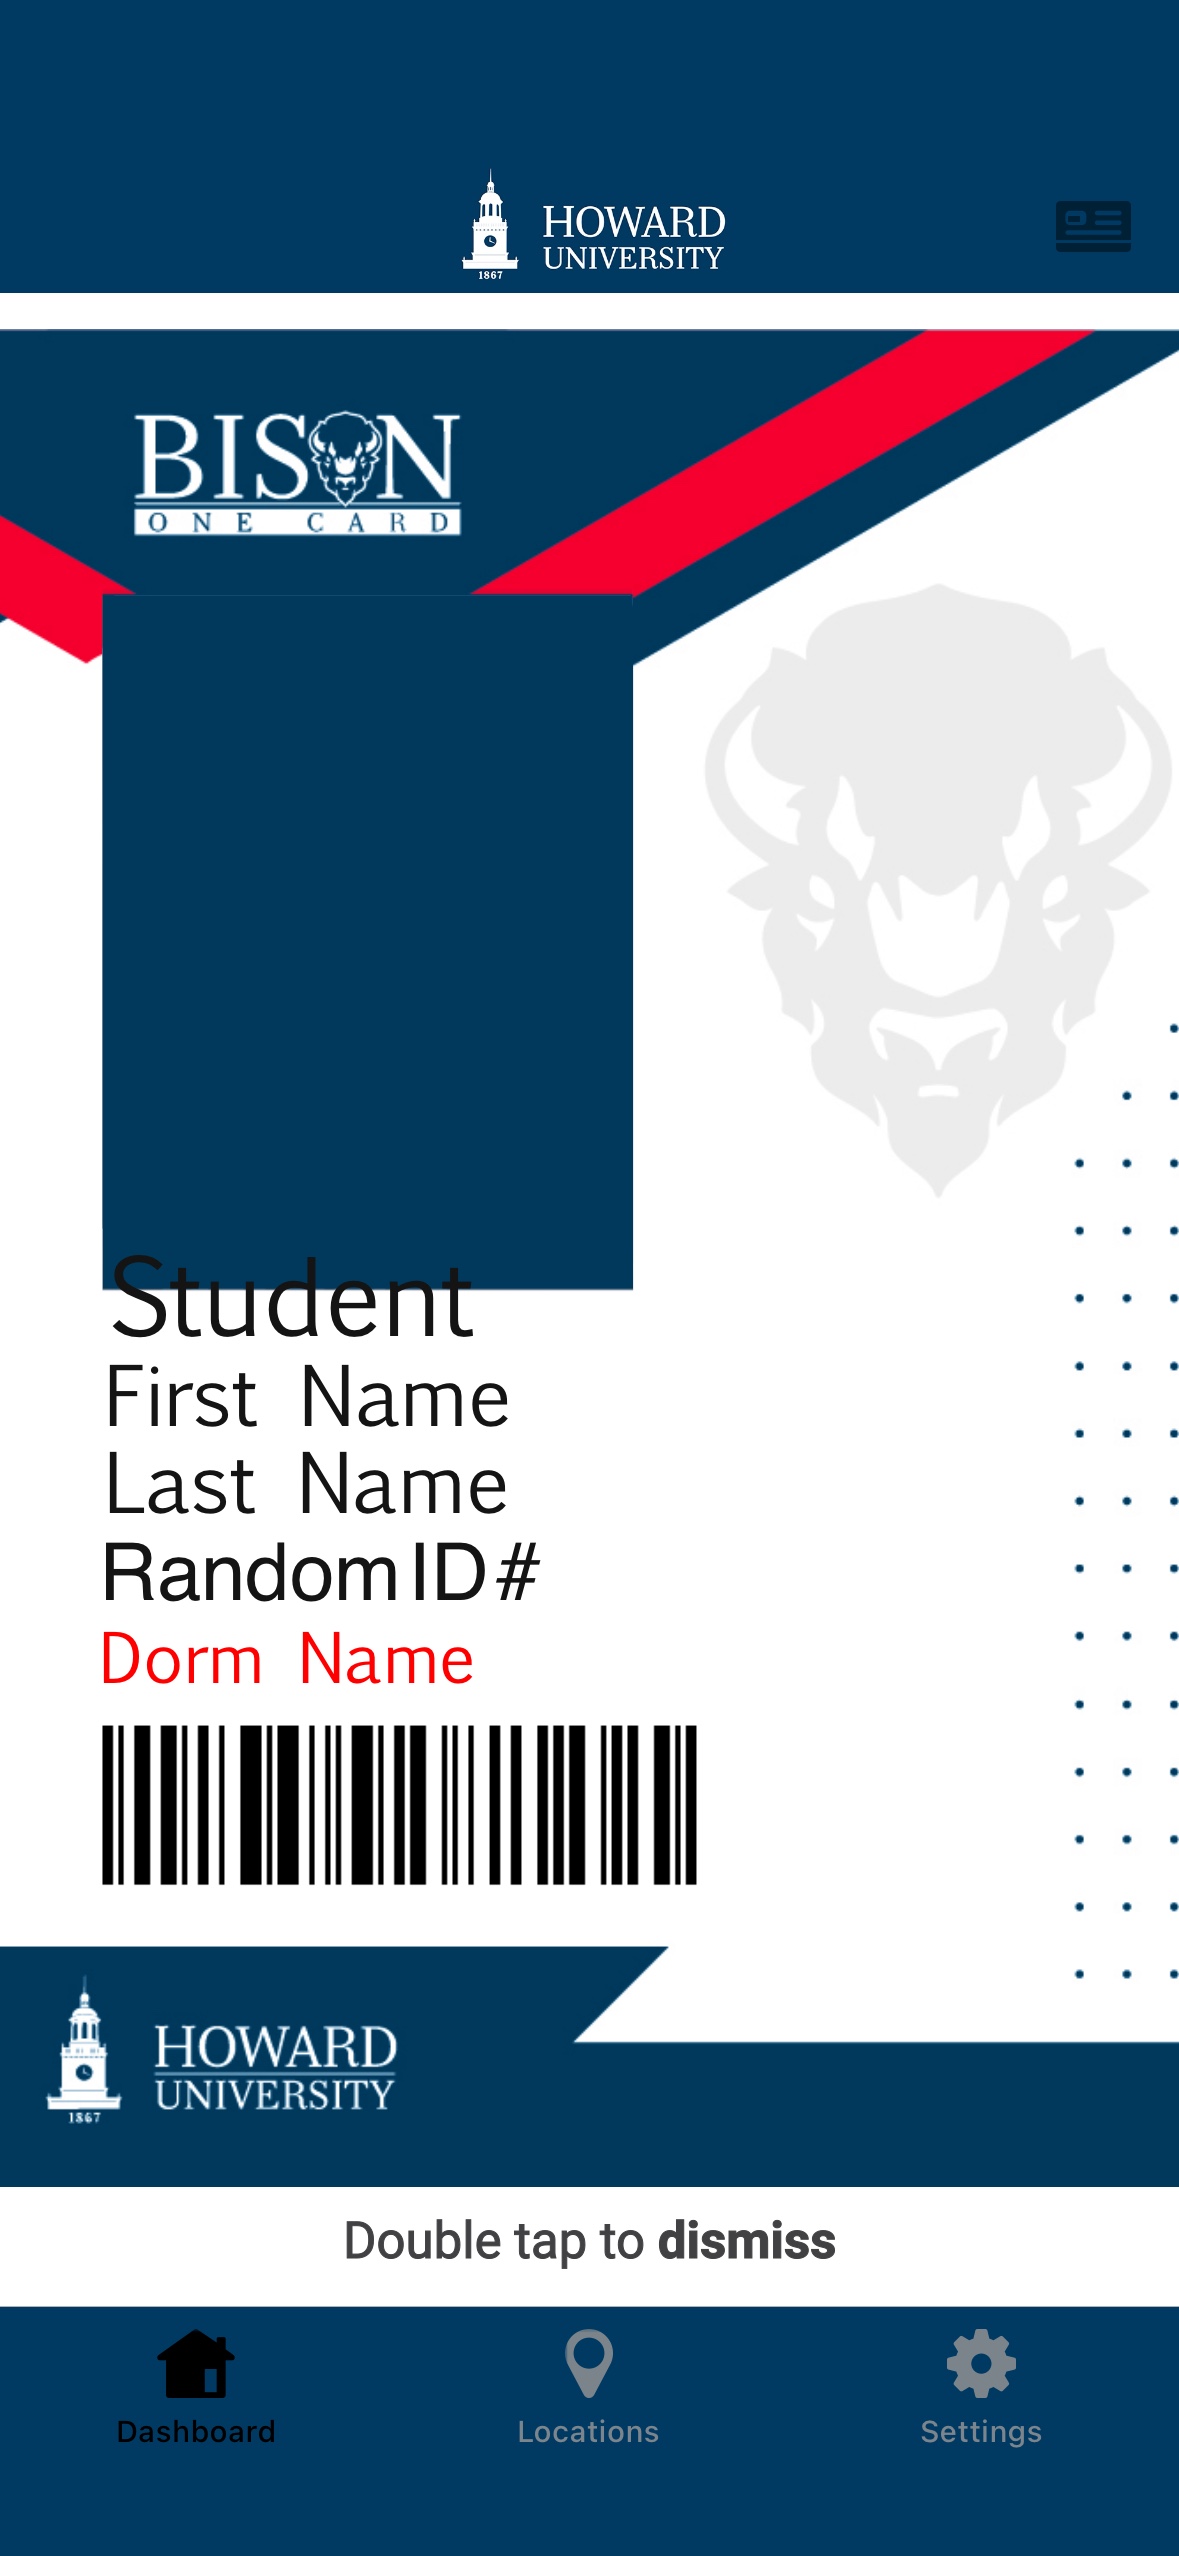 HOWARD
UNIVERSITY
1867
BISON
ONE CARD
Student
First Name
Last Name
Random ID #
Dorm Name
HOWARD
UNIVERSITY
1867
Double tap to dismiss
Dashboard
Locations
Settings